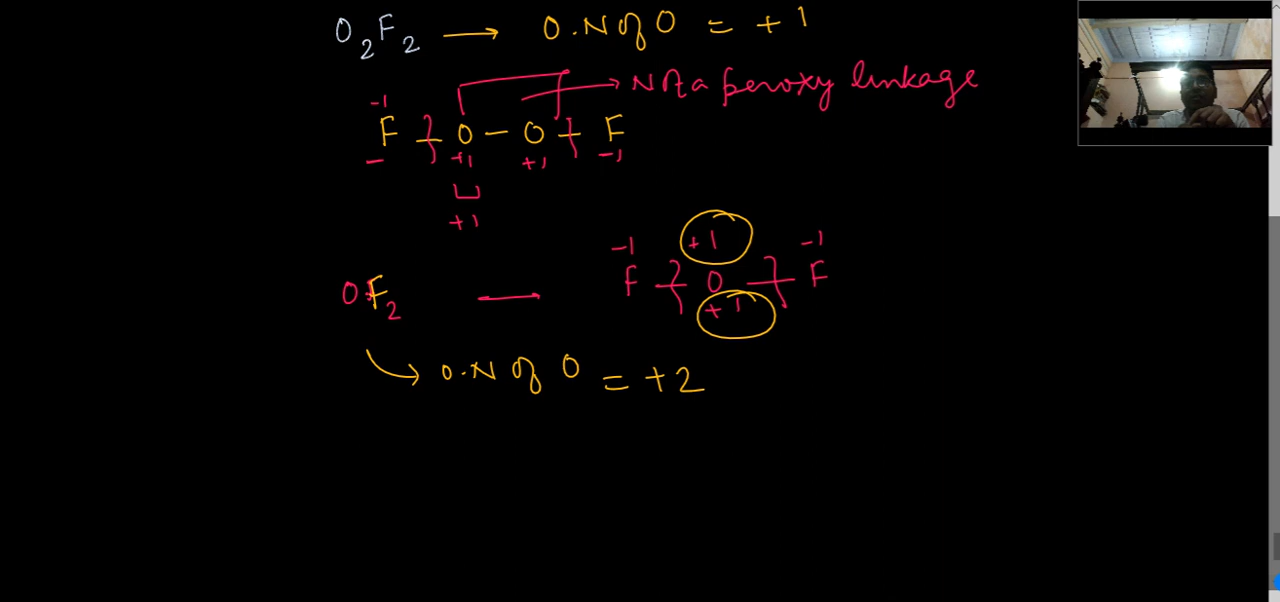 O2F2 → O.N of O = +1
→ Not a peroxy linkage
-1
F } O - O } F
- +1 +1 -1
+1
-1 +1 -1
OF2 → F } O } F
+1
→ O.N of O = +2